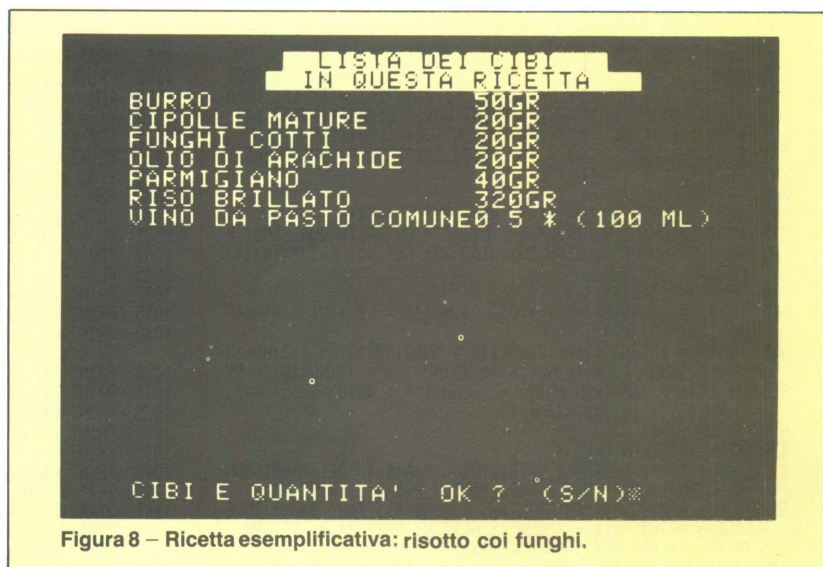 LISTA DEI CIBI
IN QUESTA RICETTA
BURRO 50GR
CIPOLLE MATURE 20GR
FUNGHI COTTI 20GR
OLIO DI ARACHIDE 20GR
PARMIGIANO 40GR
RISO BRILLATO 320GR
VINO DA PASTO COMUNE0.5 * (100 ML)
CIBI E QUANTITA' OK ? (S/N)
Figura 8 – Ricetta esemplificativa: risotto coi funghi.